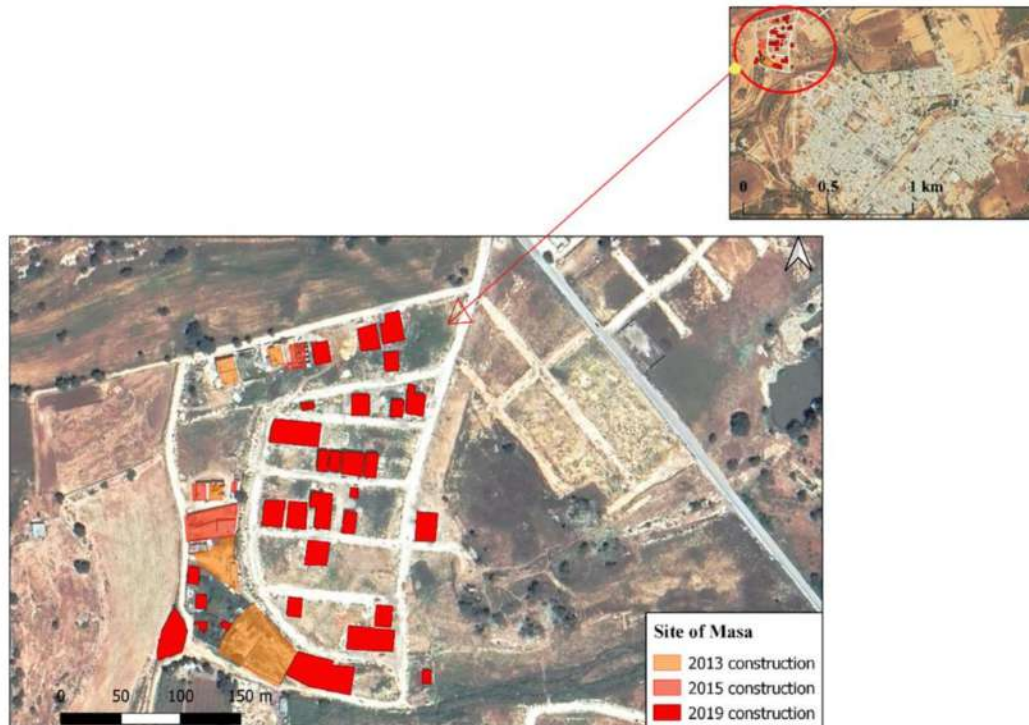 0 0.5 1 km
Site of Masa
2013 construction
2015 construction
2019 construction
0 50 100 150 m